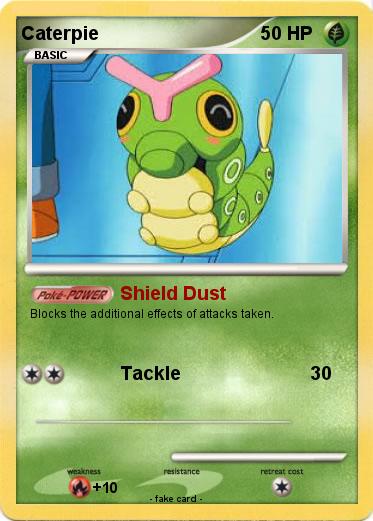 Caterpie 50 HP
BASIC
Poké-POWER Shield Dust
Blocks the additional effects of attacks taken.
Tackle 30
weakness resistance retreat cost
+10
- fake card -